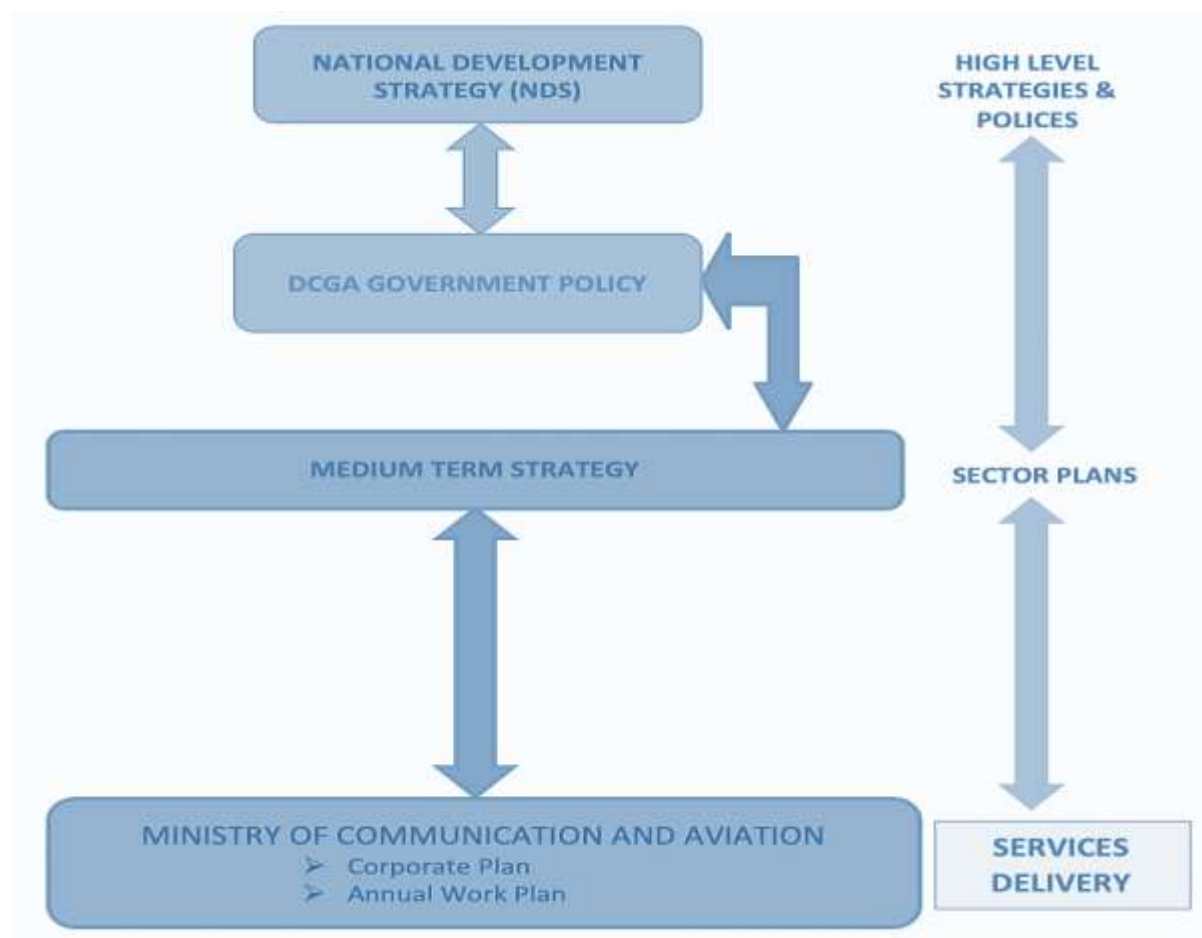 NATIONAL DEVELOPMENT
STRATEGY (NDS)
HIGH LEVEL
STRATEGIES &
POLICES
DCGA GOVERNMENT POLICY
MEDIUM TERM STRATEGY
SECTOR PLANS
MINISTRY OF COMMUNICATION AND AVIATION
➢ Corporate Plan
➢ Annual Work Plan
SERVICES
DELIVERY